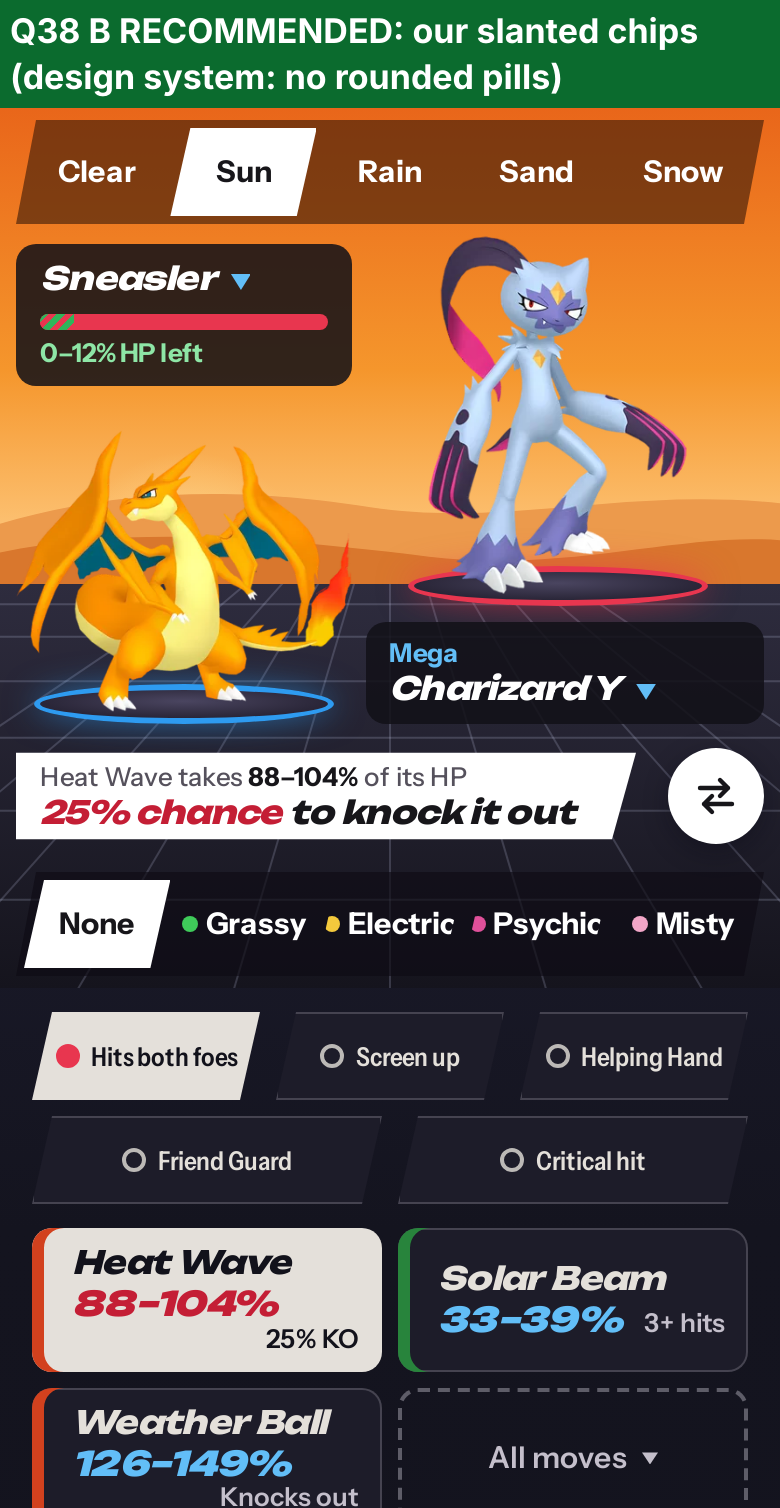 Q38 B RECOMMENDED: our slanted chips
(design system: no rounded pills)
Clear Sun Rain Sand Snow
Sneasler ▼
0–12% HP left
Mega
Charizard Y ▼
Heat Wave takes 88–104% of its HP
25% chance to knock it out
None Grassy Electric Psychic Misty
Hits both foes Screen up Helping Hand
Friend Guard Critical hit
Heat Wave
88–104%
25% KO
Solar Beam
33–39% 3+ hits
Weather Ball
126–149%
Knocks out
All moves ▼